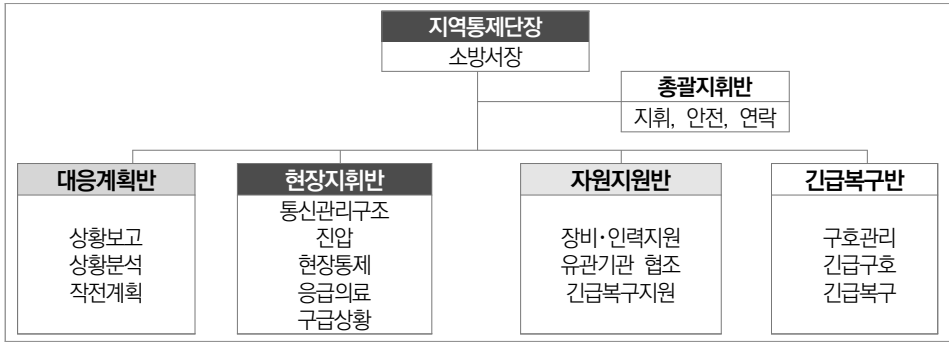 지역통제단장
소방서장
총괄지휘반
지휘, 안전, 연락
대응계획반
상황보고
상황분석
작전계획
현장지휘반
통신관리구조
진압
현장통제
응급의료
구급상황
자원지원반
장비·인력지원
유관기관 협조
긴급복구지원
긴급복구반
구호관리
긴급구호
긴급복구